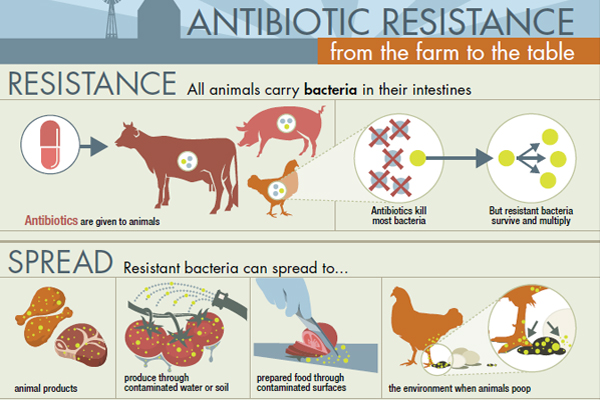 ANTIBIOTIC RESISTANCE
from the farm to the table
RESISTANCE All animals carry bacteria in their intestines
Antibiotics are given to animals
Antibiotics kill
most bacteria
But resistant bacteria
survive and multiply
SPREAD Resistant bacteria can spread to...
animal products
produce through
contaminated water or soil
prepared food through
contaminated surfaces
the environment when animals poop